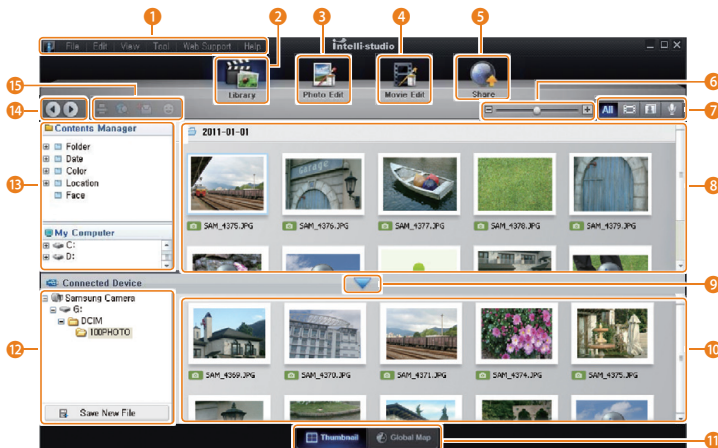 1 2 3 4 5
File Edit View Tool Web Support Help
Intelli-studio
Library Photo Edit Movie Edit Share
15
6
14
All
7
Contents Manager
2011-01-01
Folder
Date
Color
Location
Face
13
SAM_4375.JPG SAM_4376.JPG SAM_4377.JPG SAM_4378.JPG SAM_4379.JPG
8
My Computer
C:
D:
Connected Device
9
Samsung Camera
G:
DCIM
100PHOTO
12
SAM_4369.JPG SAM_4370.JPG SAM_4371.JPG SAM_4374.JPG SAM_4375.JPG
10
Save New File
Thumbnail Global Map
11